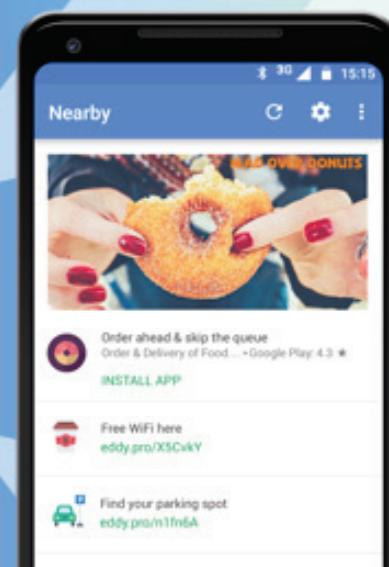 3G 15:15
Nearby
MAD OVER DONUTS
Order ahead & skip the queue
Order & Delivery of Food... • Google Play: 4.3 ★
INSTALL APP
Free WiFi here
eddy.pro/X5CvkY
Find your parking spot
eddy.pro/n1fn6A